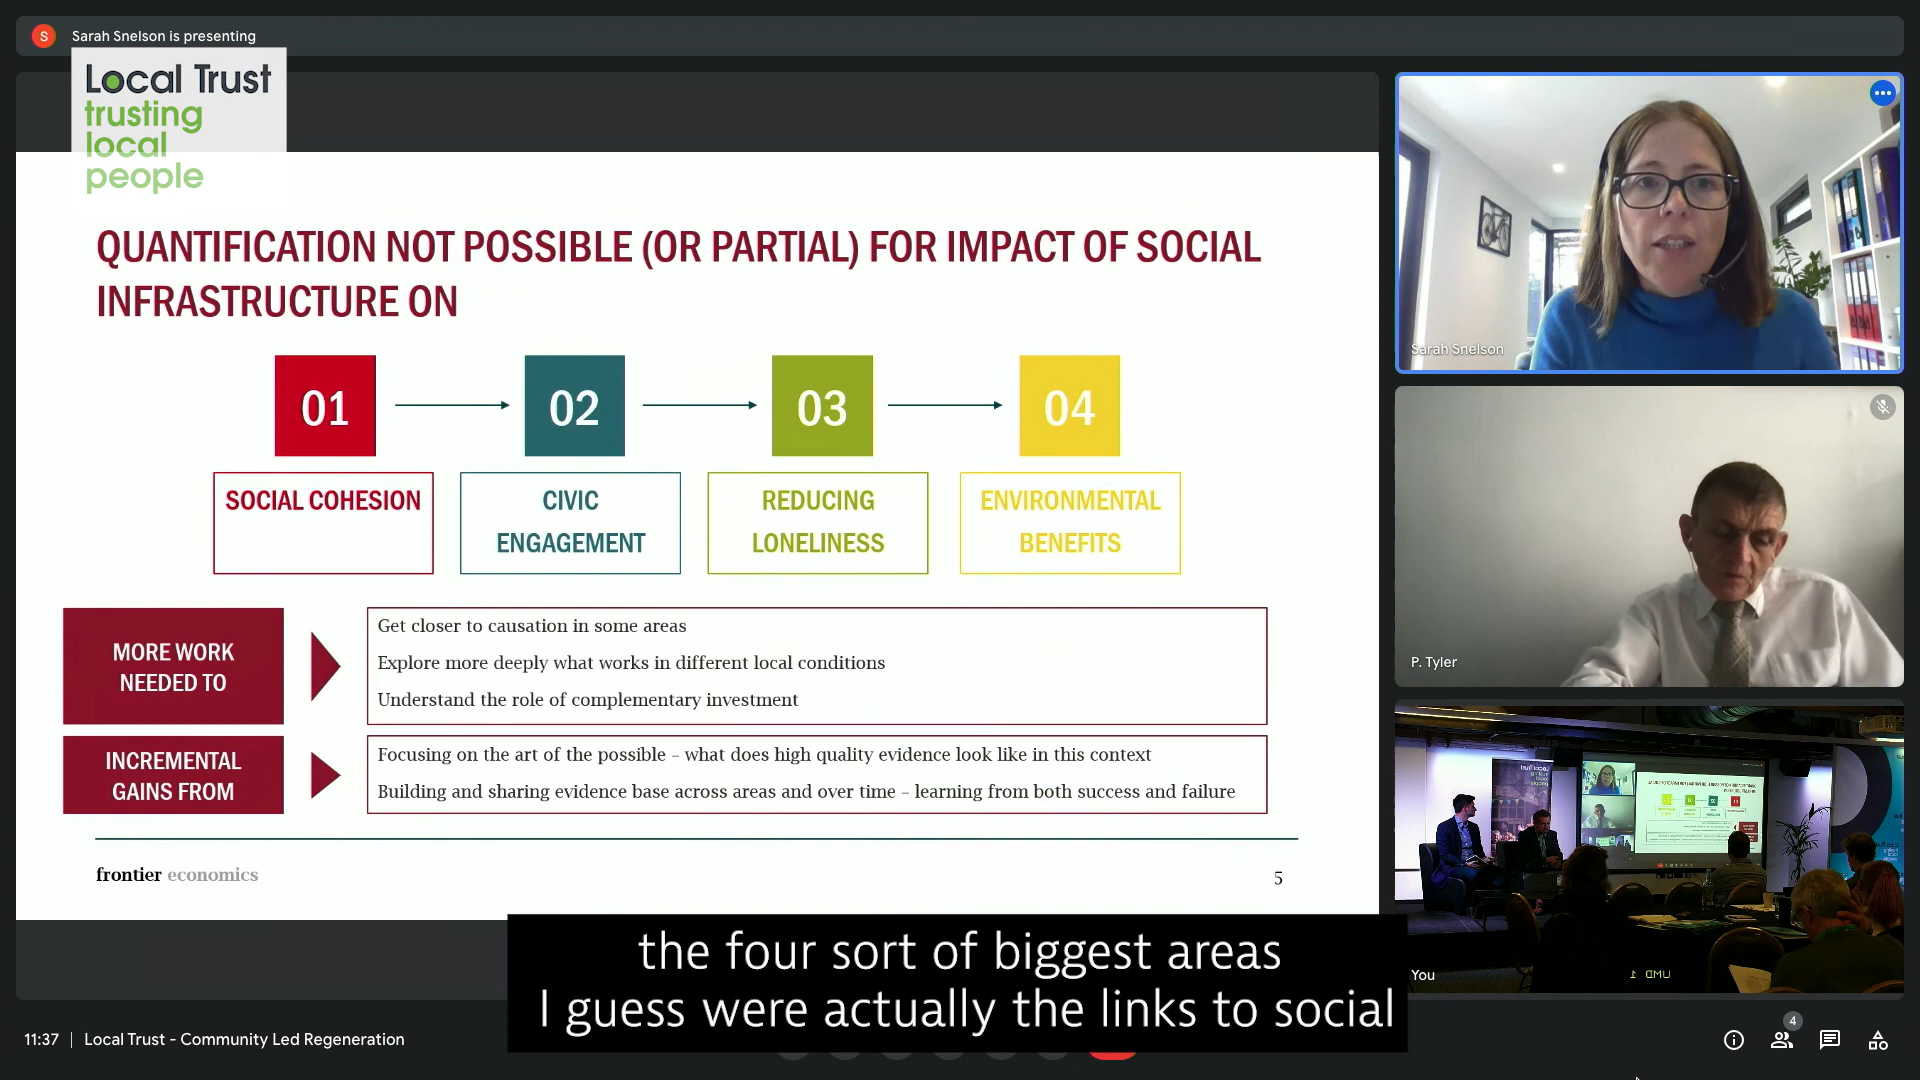 S
Sarah Snelson is presenting
Local Trust
trusting
local
people
QUANTIFICATION NOT POSSIBLE (OR PARTIAL) FOR IMPACT OF SOCIAL
INFRASTRUCTURE ON
01
02
03
04
SOCIAL COHESION
CIVIC
ENGAGEMENT
REDUCING
LONELINESS
ENVIRONMENTAL
BENEFITS
MORE WORK
NEEDED TO
Get closer to causation in some areas
Explore more deeply what works in different local conditions
Understand the role of complementary investment
INCREMENTAL
GAINS FROM
Focusing on the art of the possible – what does high quality evidence look like in this context
Building and sharing evidence base across areas and over time – learning from both success and failure
frontier economics
5
Sarah Snelson
P. Tyler
You
the four sort of biggest areas
I guess were actually the links to social
11:37 | Local Trust - Community Led Regeneration
4